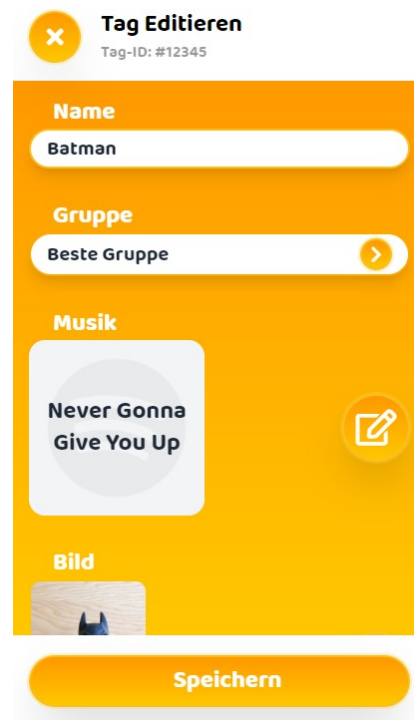 Tag Editieren
Tag-ID: #12345
Name
Batman
Gruppe
Beste Gruppe
Musik
Never Gonna
Give You Up
Bild
Speichern